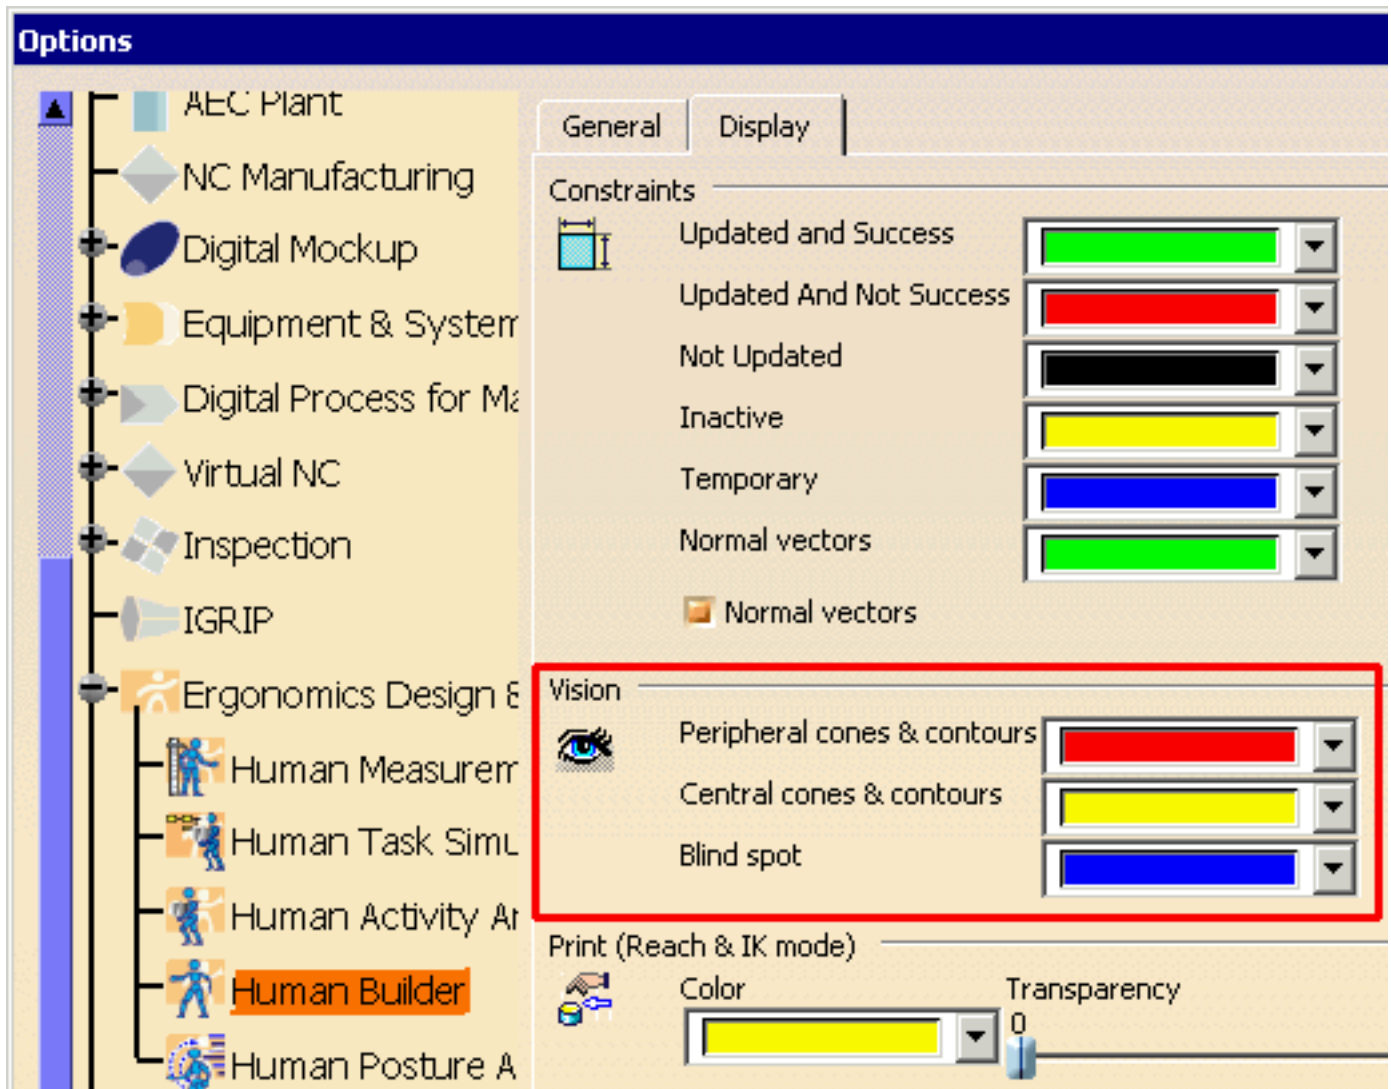 Options
AEC Plant
NC Manufacturing
Digital Mockup
Equipment & System
Digital Process for Ma
Virtual NC
Inspection
IGRIP
Ergonomics Design &
Human Measurem
Human Task Simu
Human Activity An
Human Builder
Human Posture A
General
Display
Constraints
Updated and Success
Updated And Not Success
Not Updated
Inactive
Temporary
Normal vectors
Normal vectors
Vision
Peripheral cones & contours
Central cones & contours
Blind spot
Print (Reach & IK mode)
Color
Transparency
0